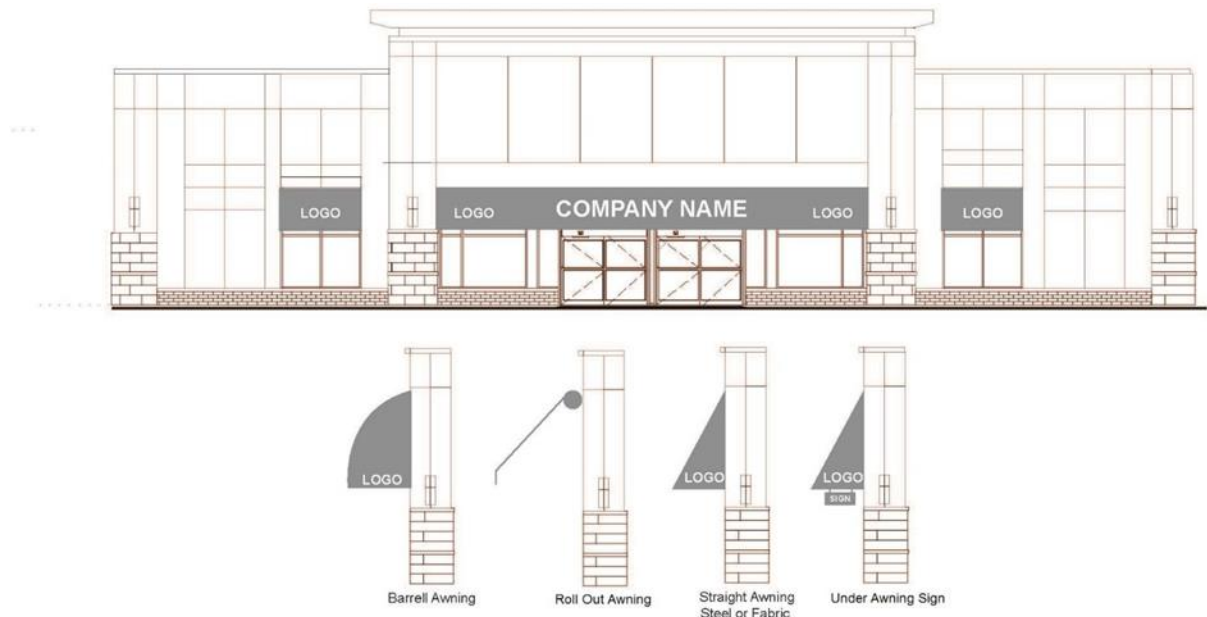 LOGO
LOGO
COMPANY NAME
LOGO
LOGO
LOGO
LOGO
LOGO
SIGN
Barrell Awning
Roll Out Awning
Straight Awning
Steel or Fabric
Under Awning Sign